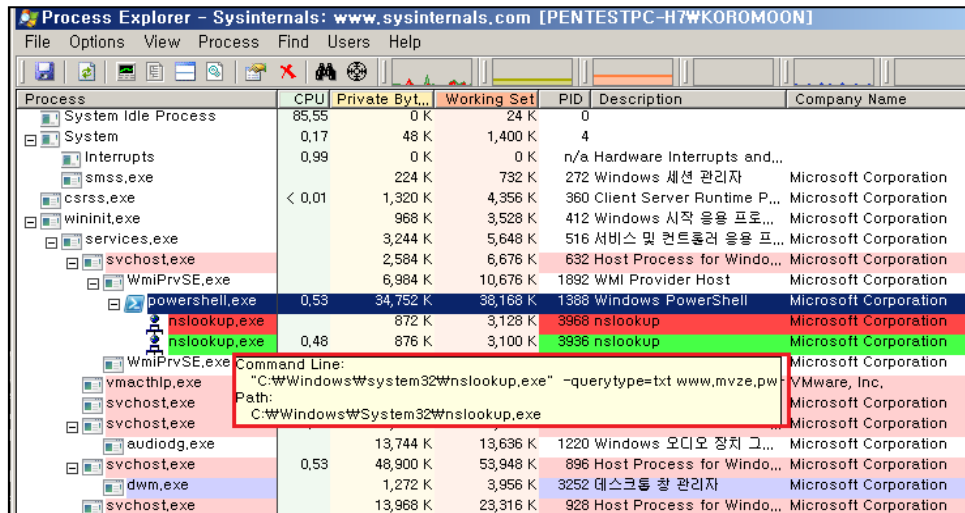 Process Explorer - Sysinternals: www.sysinternals.com [PENTESTPC-H7₩KOROMOON]
File Options View Process Find Users Help
Process CPU Private Byt... Working Set PID Description Company Name
System Idle Process 85,55 0 K 24 K 0
System 0,17 48 K 1,400 K 4
Interrupts 0,99 0 K 0 K n/a Hardware Interrupts and...
smss,exe 224 K 732 K 272 Windows 세션 관리자 Microsoft Corporation
csrss,exe < 0,01 1,320 K 4,356 K 360 Client Server Runtime P... Microsoft Corporation
wininit,exe 968 K 3,528 K 412 Windows 시작 응용 프로... Microsoft Corporation
services,exe 3,244 K 5,648 K 516 서비스 및 컨트롤러 응용 프... Microsoft Corporation
svchost,exe 2,584 K 6,676 K 632 Host Process for Windo... Microsoft Corporation
WmiPrvSE,exe 6,984 K 10,676 K 1892 WMI Provider Host Microsoft Corporation
powershell,exe 0,53 34,752 K 38,168 K 1388 Windows PowerShell Microsoft Corporation
nslookup,exe 872 K 3,128 K 3968 nslookup Microsoft Corporation
nslookup,exe 0,48 876 K 3,100 K 3936 nslookup Microsoft Corporation
WmiPrvSE,exe Microsoft Corporation
Command Line:
"C:₩Windows₩system32₩nslookup,exe" -querytype=txt www,mvze,pw
Path:
C:₩Windows₩System32₩nslookup,exe
vmacthlp,exe VMware, Inc,
svchost,exe Microsoft Corporation
svchost,exe Microsoft Corporation
audiodg,exe 13,744 K 13,636 K 1220 Windows 오디오 장치 그... Microsoft Corporation
svchost,exe 0,53 48,900 K 53,948 K 896 Host Process for Windo... Microsoft Corporation
dwm,exe 1,272 K 3,956 K 3252 데스크톱 창 관리자 Microsoft Corporation
svchost,exe 13,968 K 23,316 K 928 Host Process for Windo... Microsoft Corporation